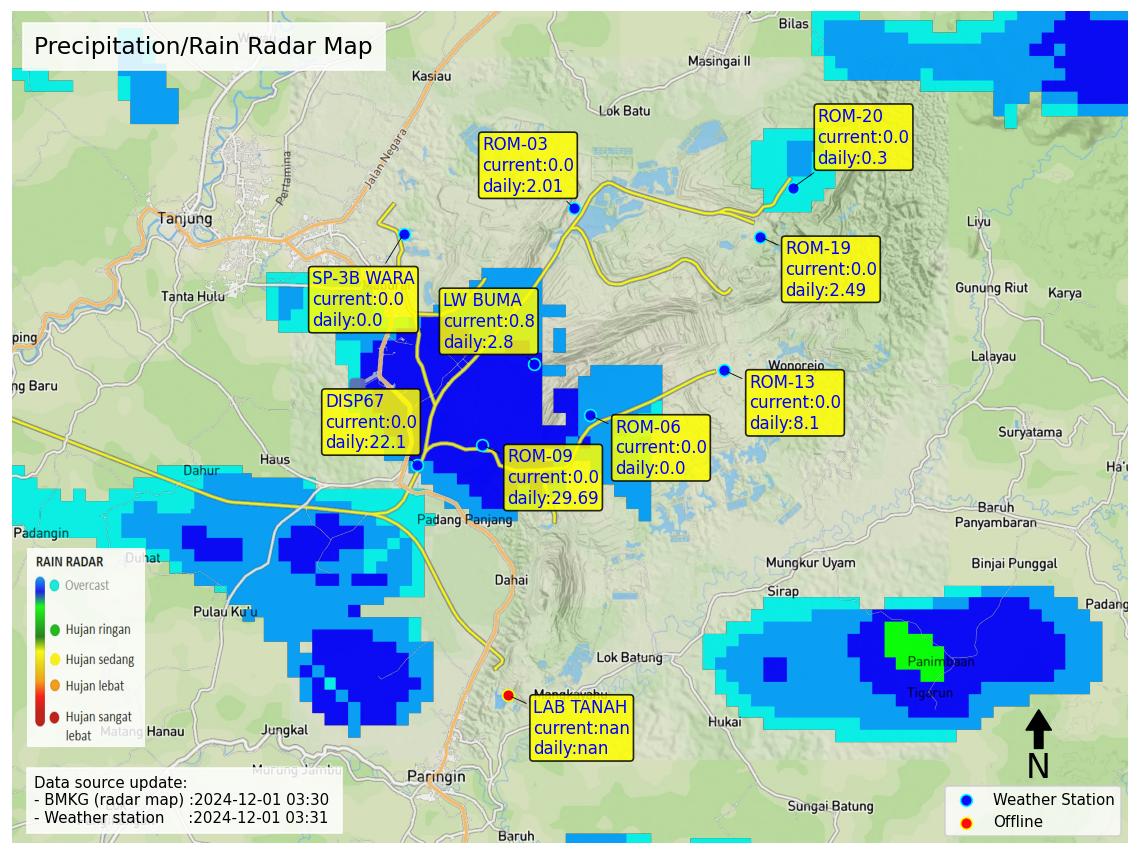 Bilas
Precipitation/Rain Radar Map
Masingai II
Kasiau
Lok Batu
ROM-20
current:0.0
daily:0.3
ROM-03
current:0.0
daily:2.01
Jalan Negara
Pertamina
Tanjung
Liyu
ROM-19
current:0.0
daily:2.49
SP-3B WARA
current:0.0
daily:0.0
Tanta Hulu
LW BUMA
current:0.8
daily:2.8
Gunung Riut
Karya
ping
Lalayau
Wonorejo
ng Baru
ROM-13
current:0.0
daily:8.1
DISP67
current:0.0
daily:22.1
ROM-06
current:0.0
daily:0.0
Suryatama
ROM-09
current:0.0
daily:29.69
Haus
Dahur
Ha'u
Baruh
Panyambaran
Padang Panjang
Padangin
Duhat
Mungkur Uyam
Binjai Punggal
RAIN RADAR
Overcast
Hujan ringan
Hujan sedang
Hujan lebat
Hujan sangat
lebat
Dahai
Sirap
Padang
Pulau Ku'u
Lok Batung
Panimbaan
Tigarun
Mangkayahu
LAB TANAH
current:nan
daily:nan
Hukai
Matang Hanau
Jungkal
Murung Jambu
Paringin
N
Data source update:
- BMKG (radar map) :2024-12-01 03:30
- Weather station :2024-12-01 03:31
Sungai Batung
Weather Station
Offline
Baruh